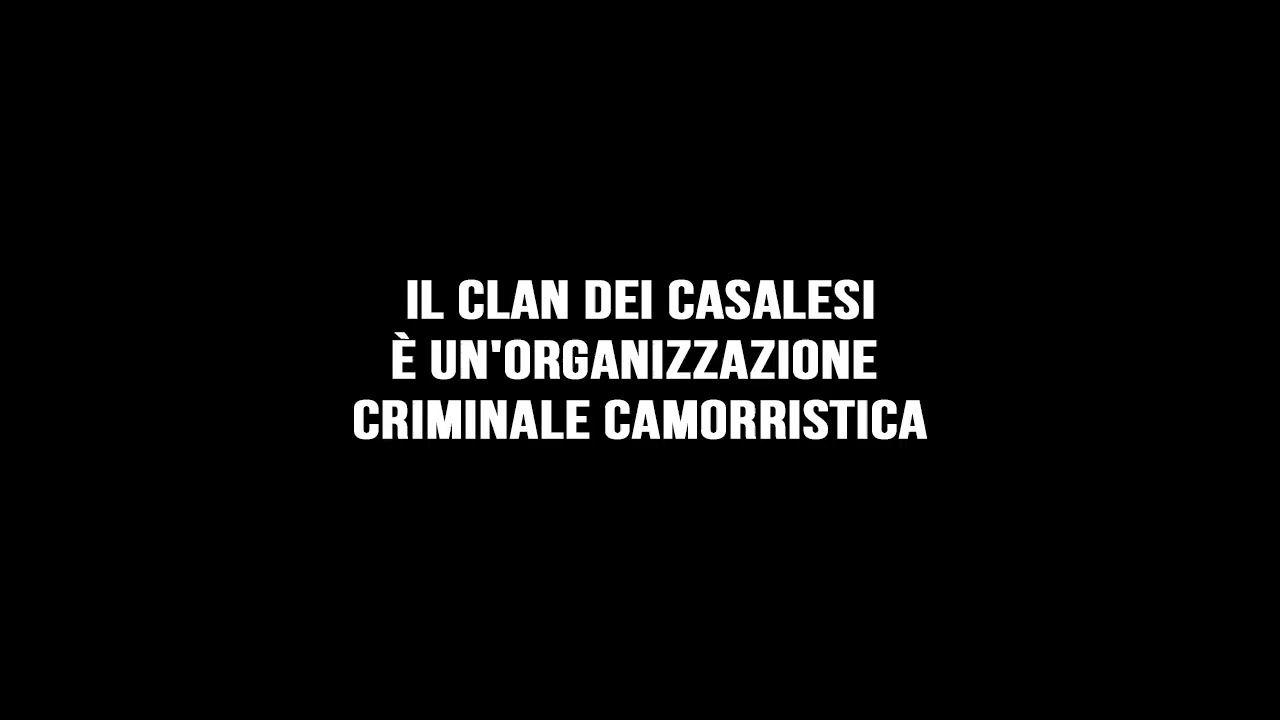 IL CLAN DEI CASALESI
È UN'ORGANIZZAZIONE
CRIMINALE CAMORRISTICA